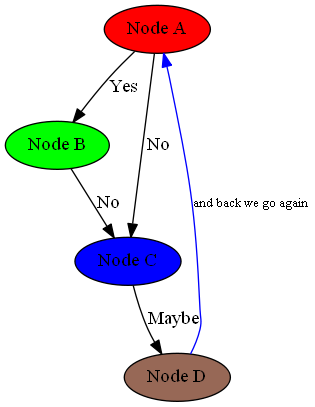 Node A
Yes
Node B
No
No
and back we go again
Node C
Maybe
Node D